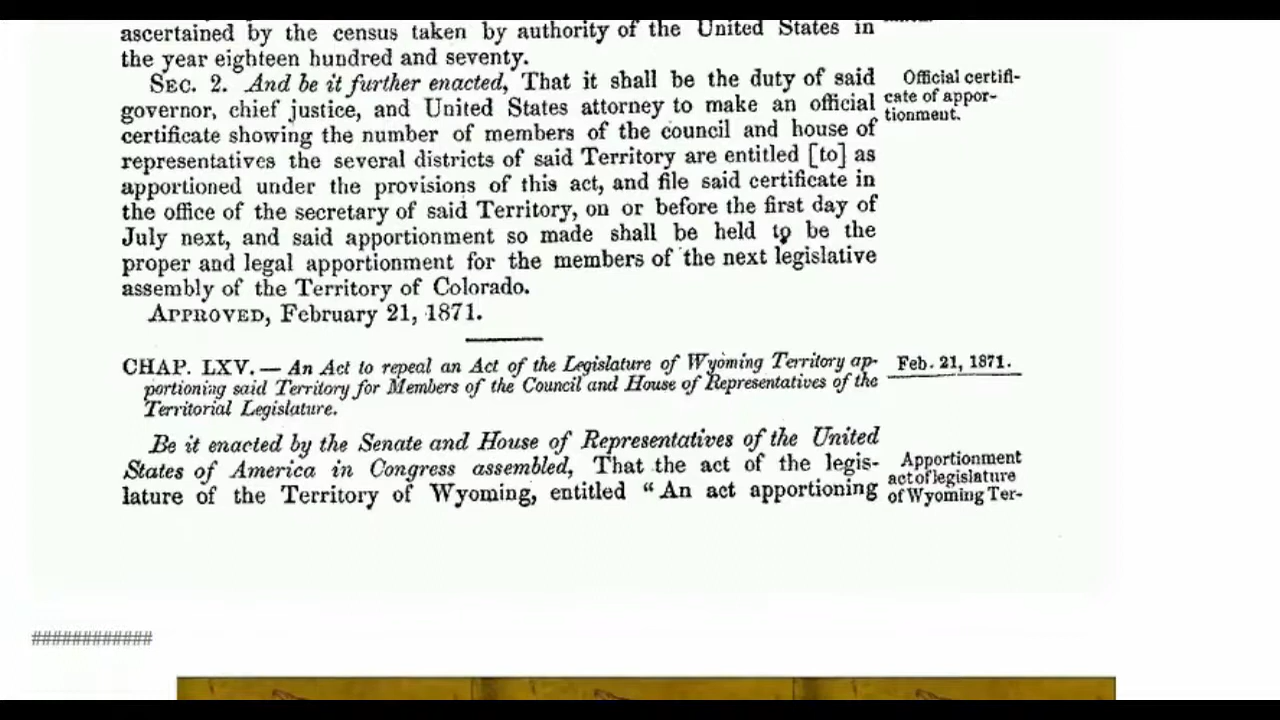 ascertained by the census taken by authority of the United States in
the year eighteen hundred and seventy.
SEC. 2. And be it further enacted, That it shall be the duty of said
governor, chief justice, and United States attorney to make an official
certificate showing the number of members of the council and house of
representatives the several districts of said Territory are entitled [to] as
apportioned under the provisions of this act, and file said certificate in
the office of the secretary of said Territory, on or before the first day of
July next, and said apportionment so made shall be held to be the
proper and legal apportionment for the members of the next legislative
assembly of the Territory of Colorado.
APPROVED, February 21, 1871.
Official certifi-
cate of appor-
tionment.
CHAP. LXV. — An Act to repeal an Act of the Legislature of Wyoming Territory ap-
portioning said Territory for Members of the Council and House of Representatives of the
Territorial Legislature.
Feb. 21, 1871.
Be it enacted by the Senate and House of Representatives of the United
States of America in Congress assembled, That the act of the legis-
lature of the Territory of Wyoming, entitled “An act apportioning
Apportionment
act of legislature
of Wyoming Ter-
############